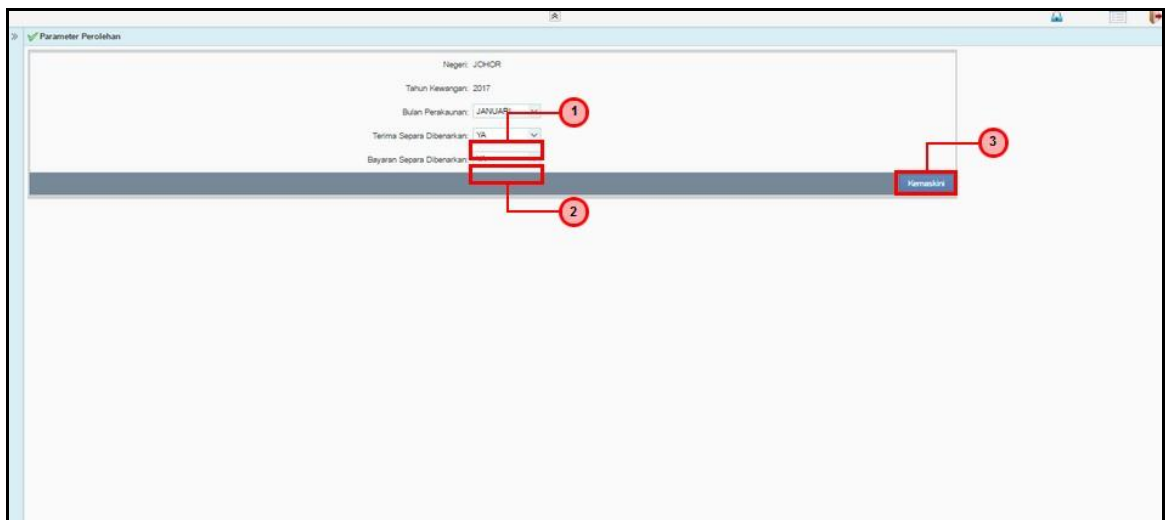 Parameter Perolehan
Negeri: JOHOR
Tahun Kewangan: 2017
Bulan Perakaunan: JANUARI
1
Terima Separa Dibenarkan: YA
3
Bayaran Separa Dibenarkan:
Kemaskini
2